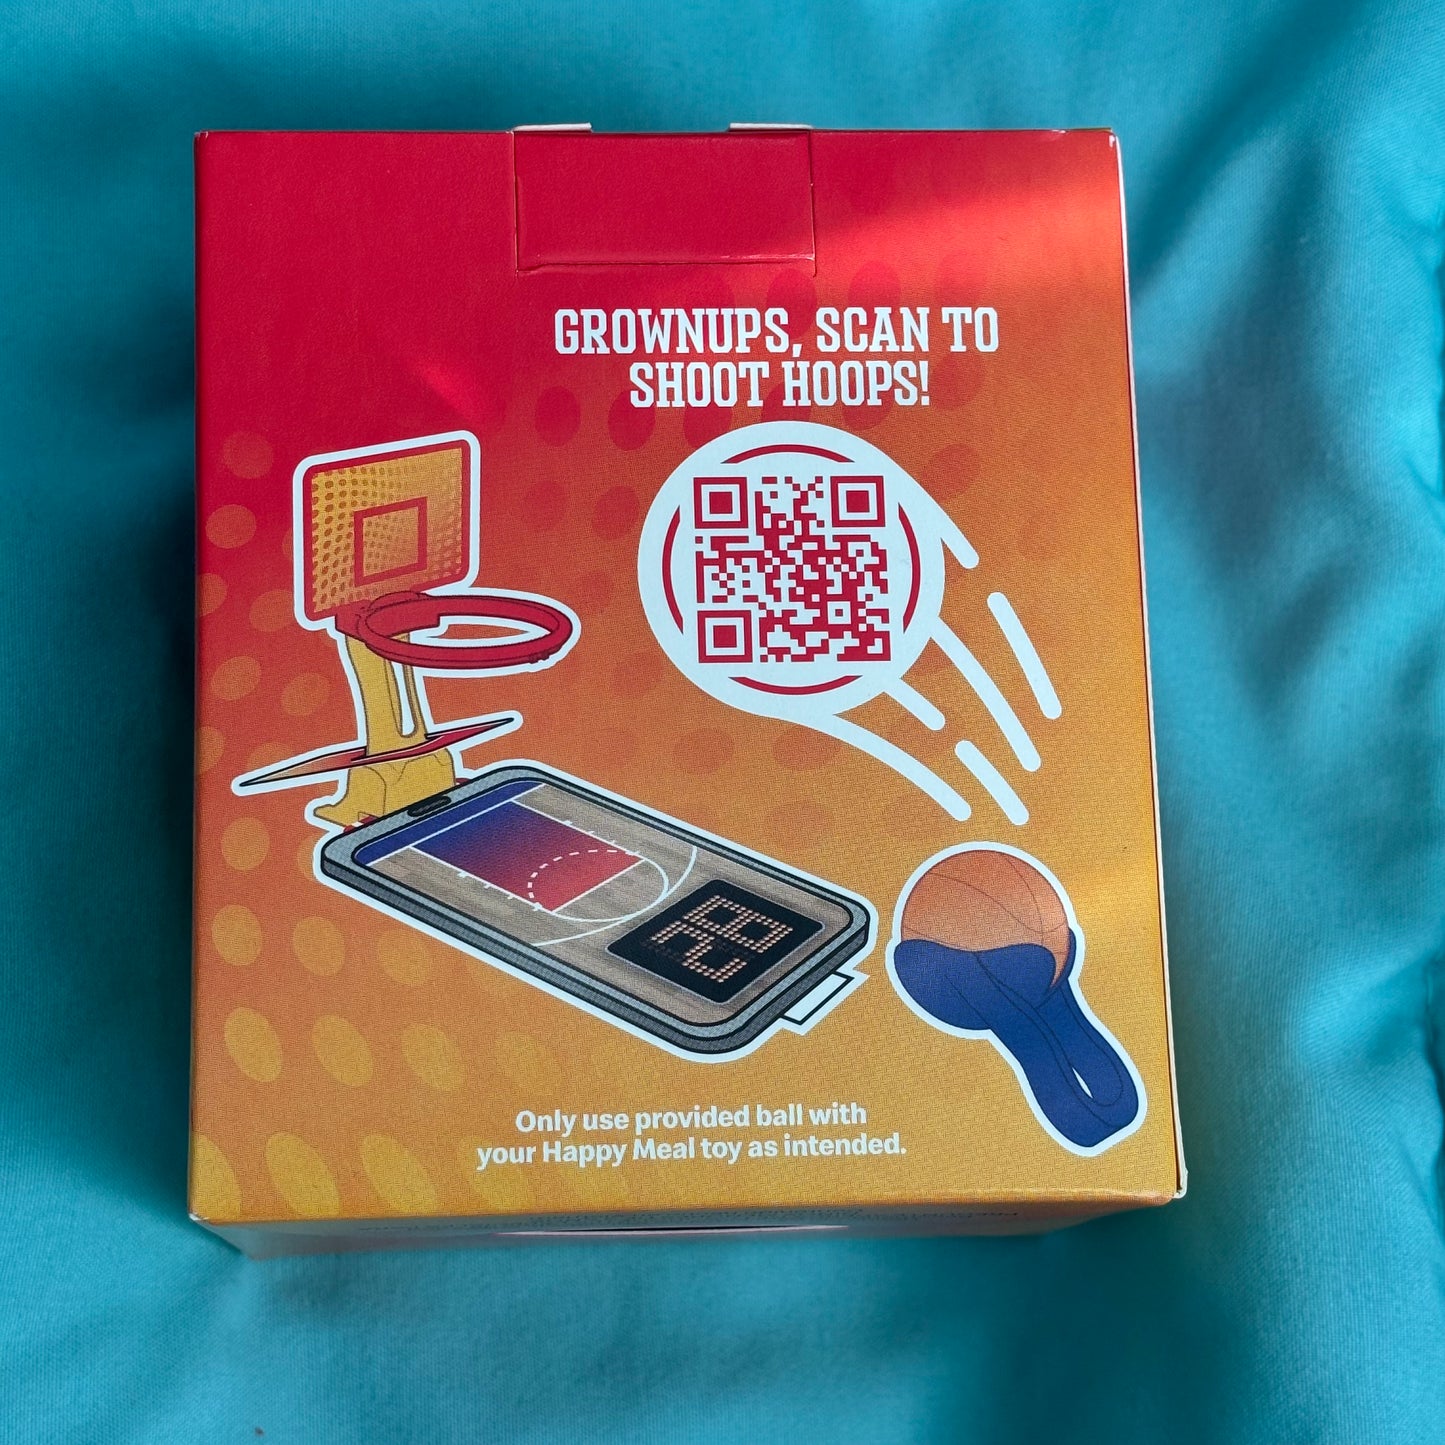 GROWNUPS, SCAN TO
SHOOT HOOPS!
Only use provided ball with
your Happy Meal toy as intended.